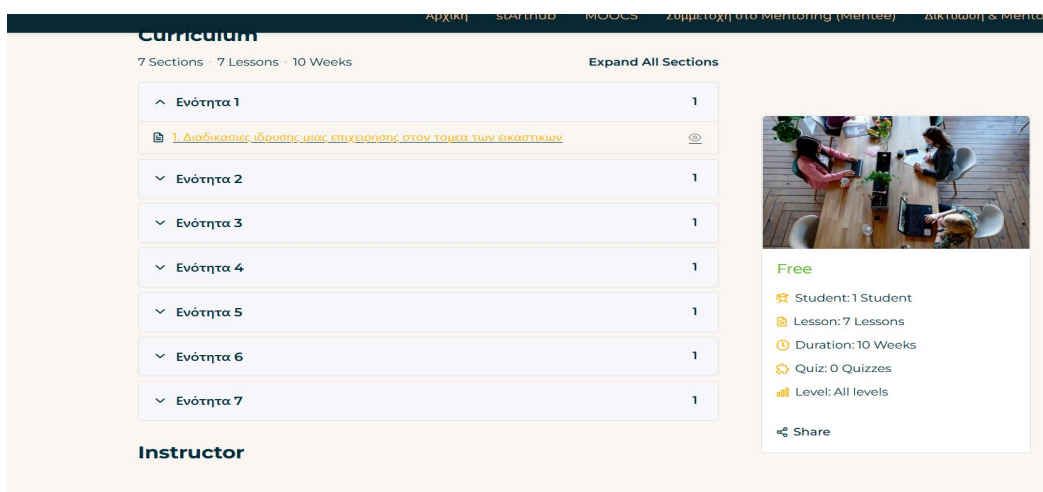 Αρχική stArthub MOOCS Συμμετοχή στο Mentoring (Mentee) Δικτύωση &
Curriculum
7 Sections
7 Lessons
10 Weeks
Expand All Sections
Ενότητα 1 1
1. Διαδικασιες ιδρυσης μιας επιχειρησης στον τομεα των εικαστικων
Ενότητα 2 1
Ενότητα 3 1
Ενότητα 4 1
Ενότητα 5 1
Ενότητα 6 1
Ενότητα 7 1
Instructor
Free
Student: 1 Student
Lesson: 7 Lessons
Duration: 10 Weeks
Quiz: 0 Quizzes
Level: All levels
Share